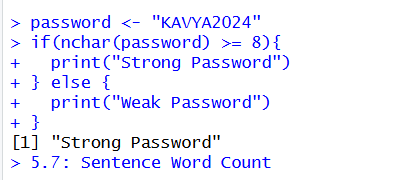 > password <- "KAVYA2024"
> if(nchar(password) >= 8){
+   print("Strong Password")
+ } else {
+   print("Weak Password")
+ }
[1] "Strong Password"
> 5.7: Sentence Word Count